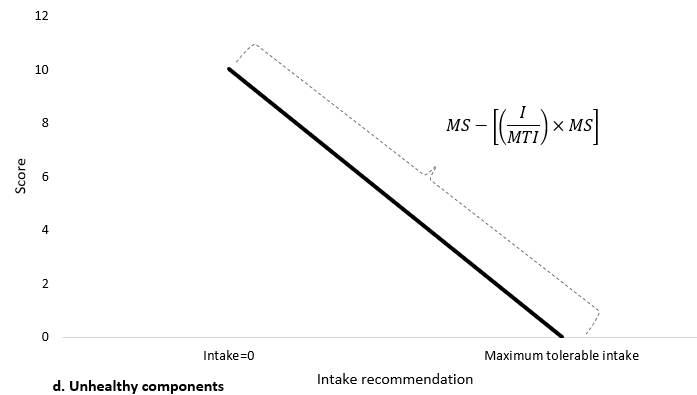 12
10
8
6
4
2
0
Score
MS − [(I/MTI) × MS]
Intake=0
Maximum tolerable intake
Intake recommendation
d. Unhealthy components